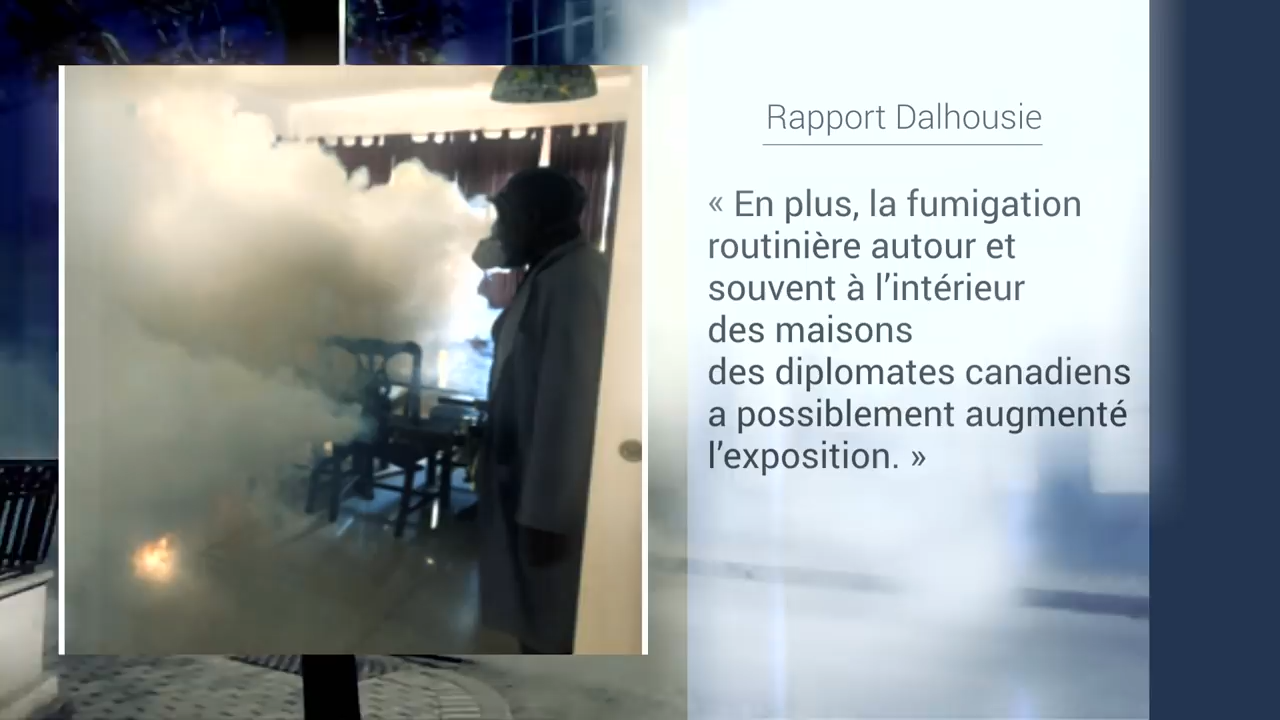 Rapport Dalhousie
« En plus, la fumigation
routinière autour et
souvent à l’intérieur
des maisons
des diplomates canadiens
a possiblement augmenté
l’exposition. »